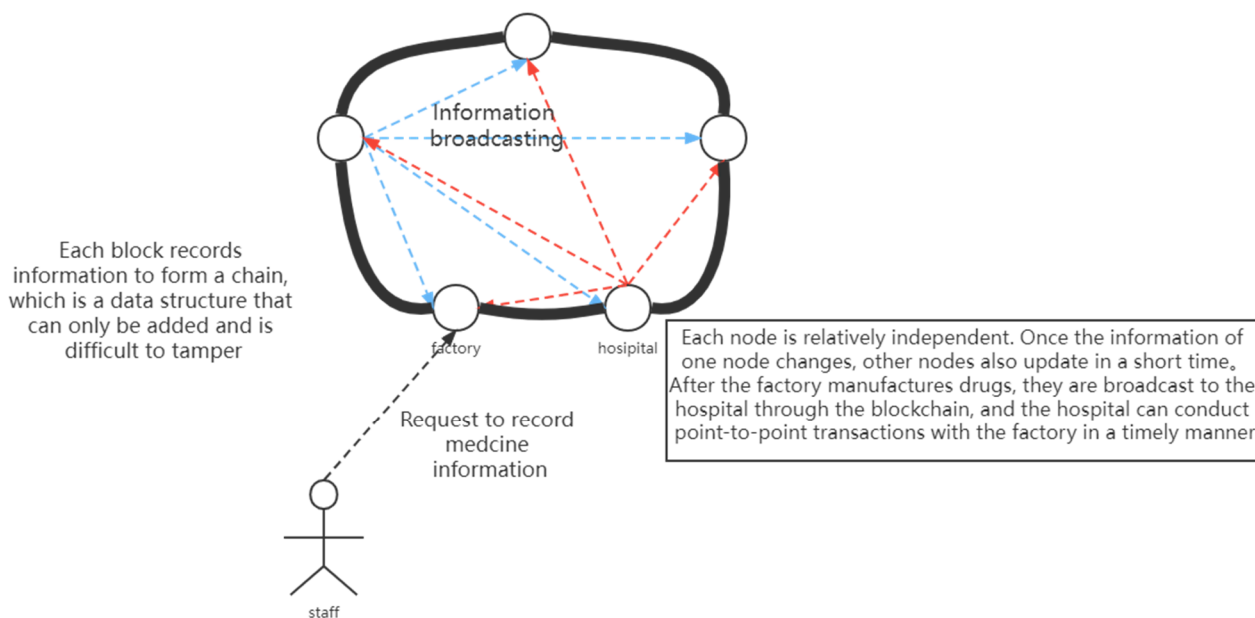 Information
broadcasting
Each block records
information to form a chain,
which is a data structure that
can only be added and is
difficult to tamper
factory
hosipital
Each node is relatively independent. Once the information of
one node changes, other nodes also update in a short time。
After the factory manufactures drugs, they are broadcast to the
hospital through the blockchain, and the hospital can conduct
point-to-point transactions with the factory in a timely manner
Request to record
medcine
information
staff